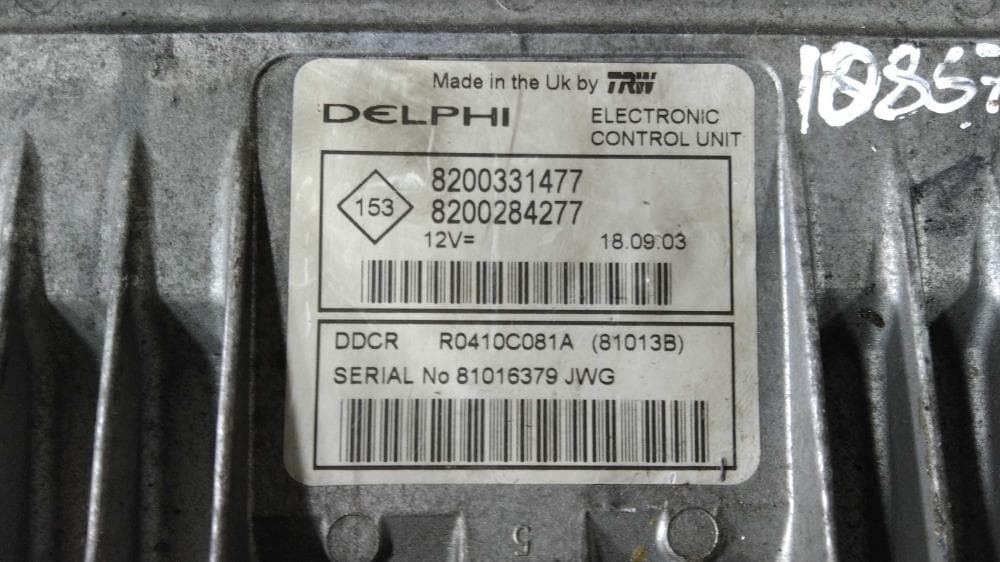 Made in the Uk by TRW
DELPHI
ELECTRONIC
CONTROL UNIT
153
8200331477
8200284277
12V=
18.09.03
DDCR R0410C081A (81013B)
SERIAL No 81016379 JWG
5